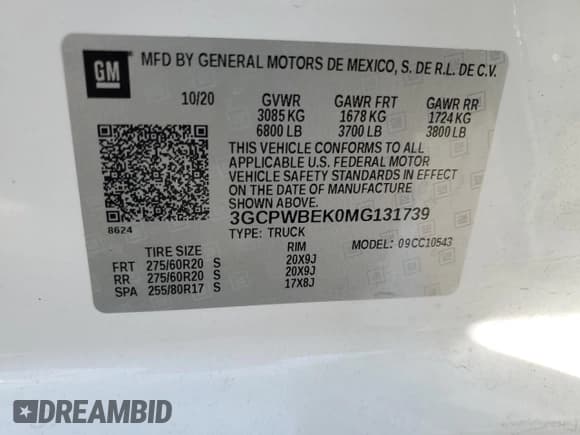 GM
MFD BY GENERAL MOTORS DE MEXICO, S. DE R.L. DE C.V.
10/20 GVWR GAWR FRT GAWR RR
3085 KG 1678 KG 1724 KG
6800 LB 3700 LB 3800 LB
THIS VEHICLE CONFORMS TO ALL
APPLICABLE U.S. FEDERAL MOTOR
VEHICLE SAFETY STANDARDS IN EFFECT
ON THE DATE OF MANUFACTURE
SHOWN ABOVE.
3GCPWBEK0MG131739
8624
TYPE: TRUCK MODEL: 09CC10543
TIRE SIZE RIM
FRT 275/60R20 S 20X9J
RR 275/60R20 S 20X9J
SPA 255/80R17 S 17X8J
DREAMBID